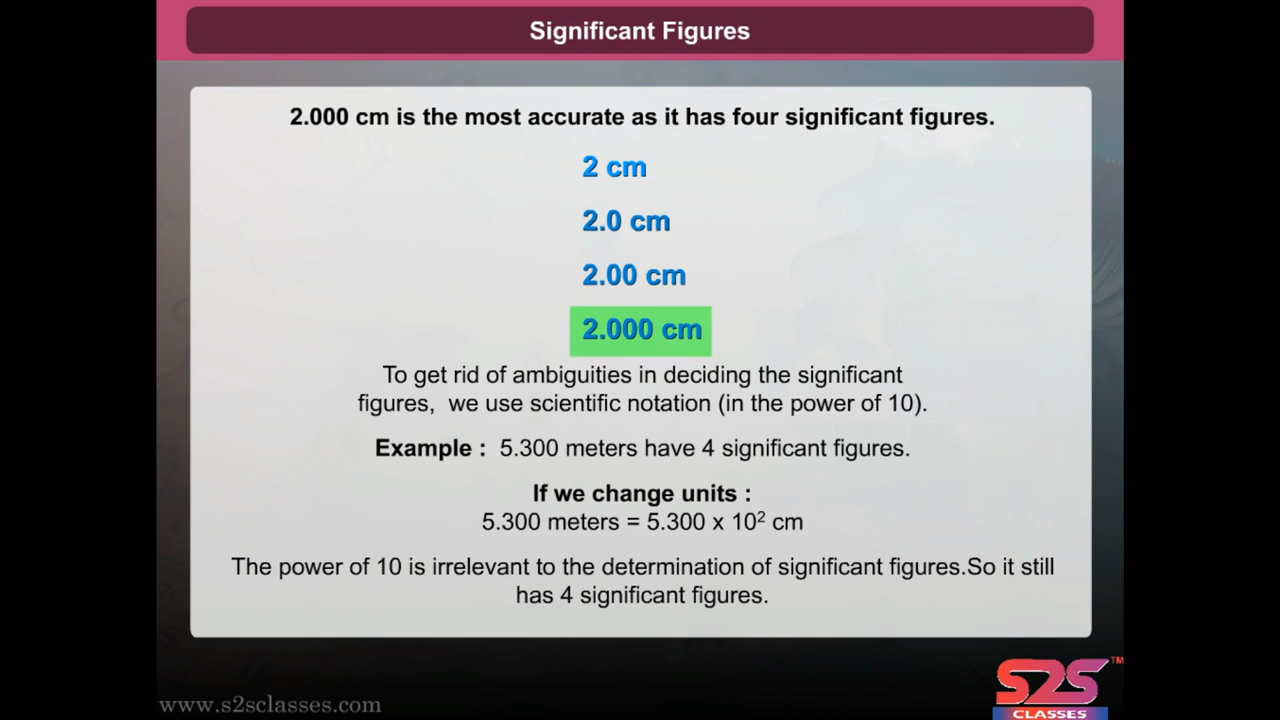 Significant Figures
2.000 cm is the most accurate as it has four significant figures.
2 cm
2.0 cm
2.00 cm
2.000 cm
To get rid of ambiguities in deciding the significant
figures,  we use scientific notation (in the power of 10).
Example :  5.300 meters have 4 significant figures.
If we change units :
5.300 meters = 5.300 x 10² cm
The power of 10 is irrelevant to the determination of significant figures.So it still
has 4 significant figures.
www.s2sclasses.com
S2S™
CLASSES